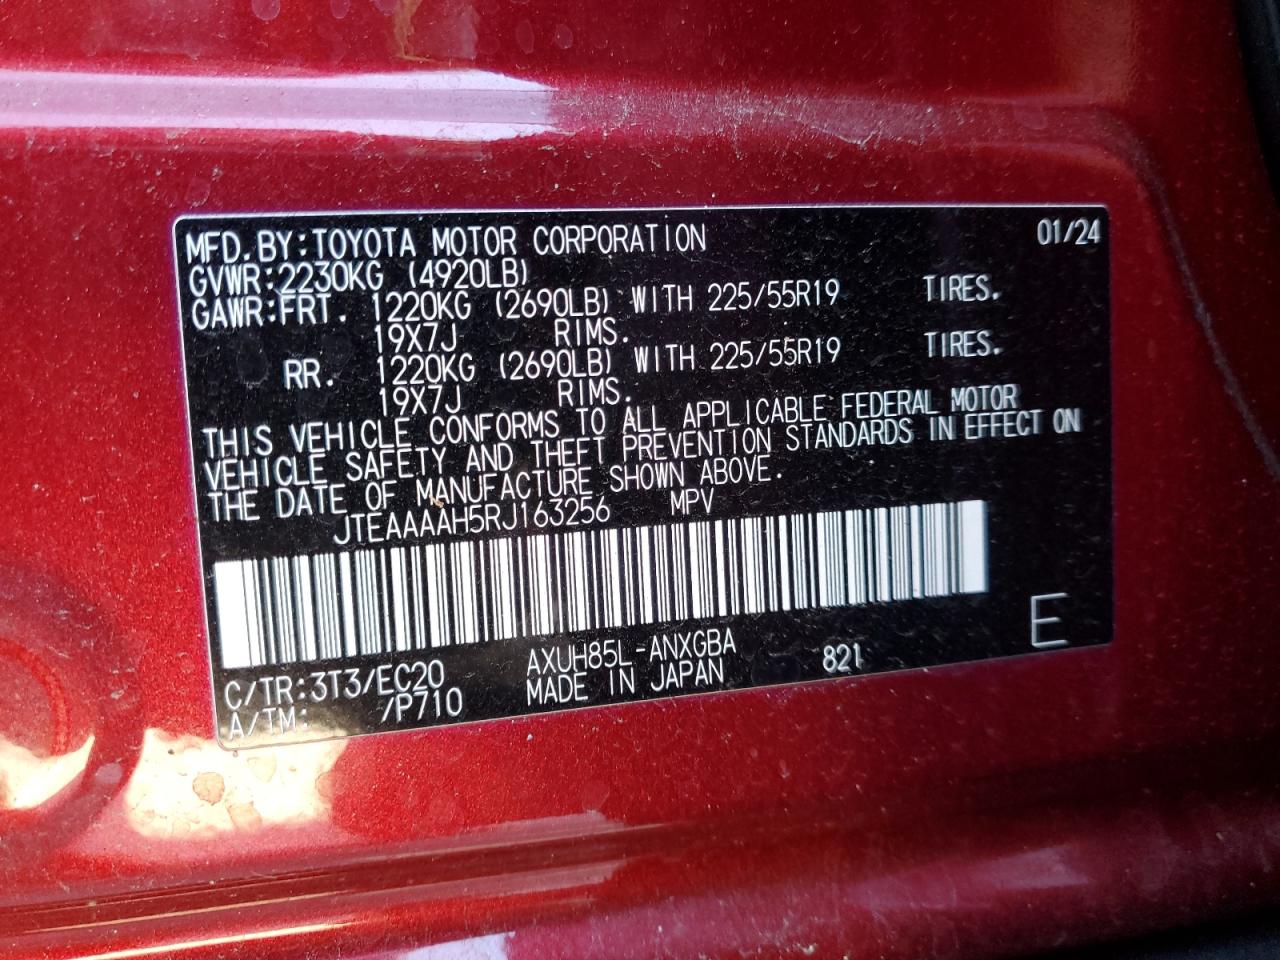 MFD.BY:TOYOTA MOTOR CORPORATION 01/24
GVWR:2230KG (4920LB)
GAWR:FRT. 1220KG (2690LB) WITH 225/55R19 TIRES.
19X7J RIMS.
RR. 1220KG (2690LB) WITH 225/55R19 TIRES.
19X7J RIMS.
THIS VEHICLE CONFORMS TO ALL APPLICABLE FEDERAL MOTOR
VEHICLE SAFETY AND THEFT PREVENTION STANDARDS IN EFFECT ON
THE DATE OF MANUFACTURE SHOWN ABOVE.
JTEAAAAH5RJ163256 MPV
C/TR:3T3/EC20 AXUH85L-ANXGBA 821 E
A/TM: /P710 MADE IN JAPAN